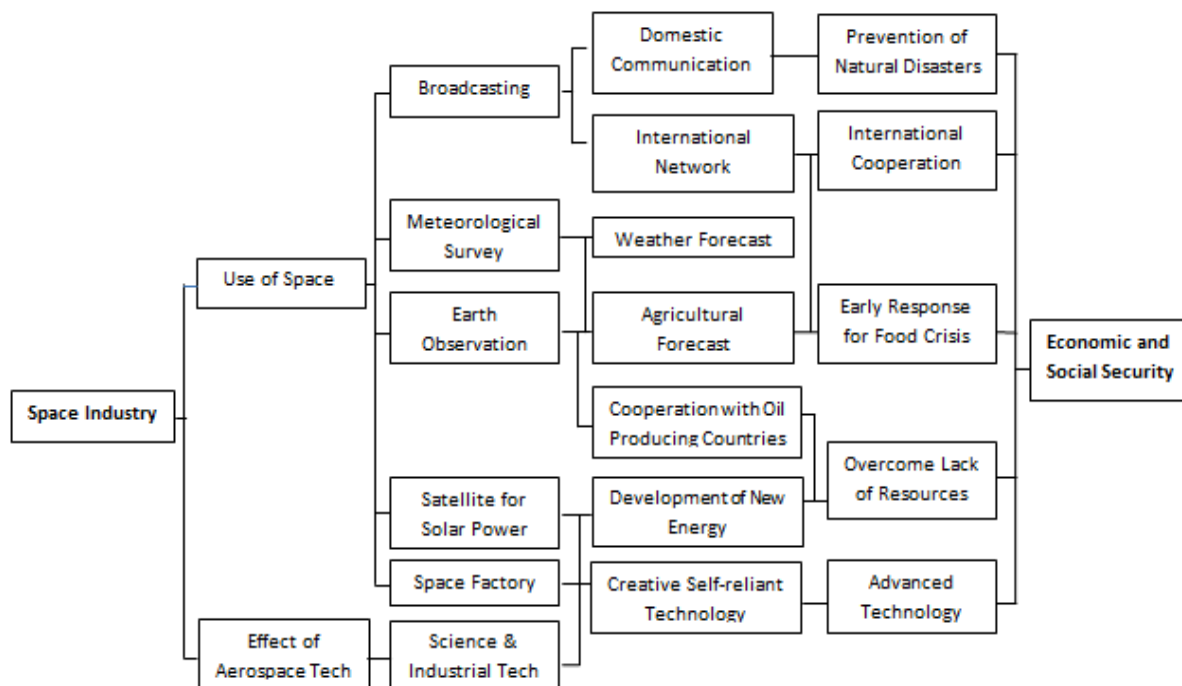 Domestic
Communication
Prevention of
Natural Disasters
Broadcasting
International
Network
International
Cooperation
Meteorological
Survey
Weather Forecast
Use of Space
Earth
Observation
Agricultural
Forecast
Early Response
for Food Crisis
Economic and
Social Security
Space Industry
Cooperation with Oil
Producing Countries
Overcome Lack
of Resources
Satellite for
Solar Power
Development of New
Energy
Space Factory
Creative Self-reliant
Technology
Advanced
Technology
Effect of
Aerospace Tech
Science &
Industrial Tech